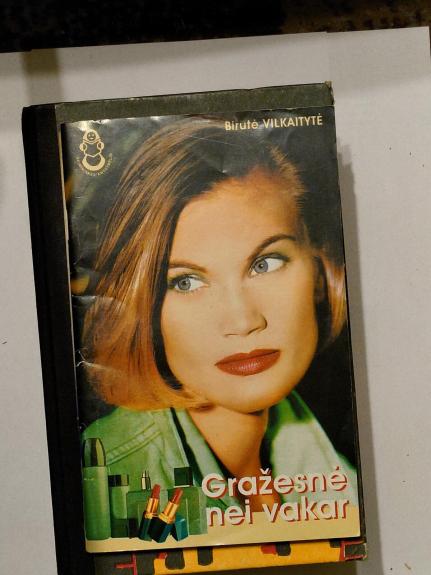 Birutė VILKAITYTĖ
Gražesnė
nei vakar